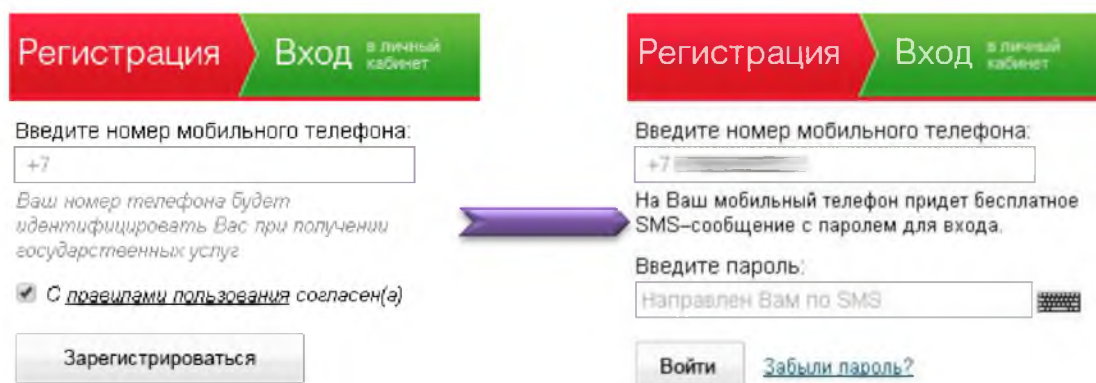 Регистрация
Вход в личный кабинет
Введите номер мобильного телефона:
+7
Ваш номер телефона будет
идентифицировать Вас при получении
государственных услуг
С правилами пользования согласен(а)
Зарегистрироваться
Регистрация
Вход в личный кабинет
Введите номер мобильного телефона:
+7
На Ваш мобильный телефон придет бесплатное
SMS–сообщение с паролем для входа.
Введите пароль:
Направлен Вам по SMS
Войти
Забыли пароль?